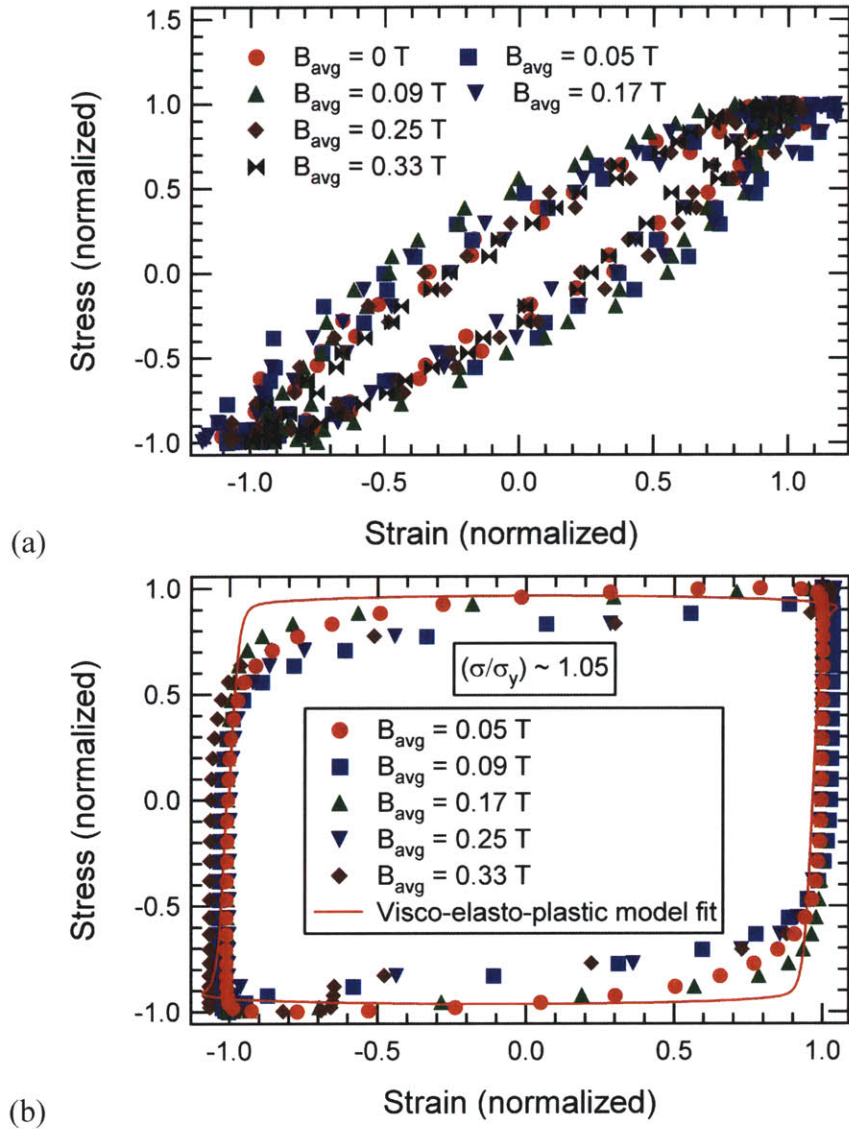 1.5
1.0
0.5
0.0
-0.5
-1.0
Stress (normalized)
B_avg = 0 T
B_avg = 0.05 T
B_avg = 0.09 T
B_avg = 0.17 T
B_avg = 0.25 T
B_avg = 0.33 T
-1.0 -0.5 0.0 0.5 1.0
Strain (normalized)
(a)
1.0
0.5
0.0
-0.5
-1.0
Stress (normalized)
(σ/σ_y) ~ 1.05
B_avg = 0.05 T
B_avg = 0.09 T
B_avg = 0.17 T
B_avg = 0.25 T
B_avg = 0.33 T
Visco-elasto-plastic model fit
-1.0 -0.5 0.0 0.5 1.0
Strain (normalized)
(b)